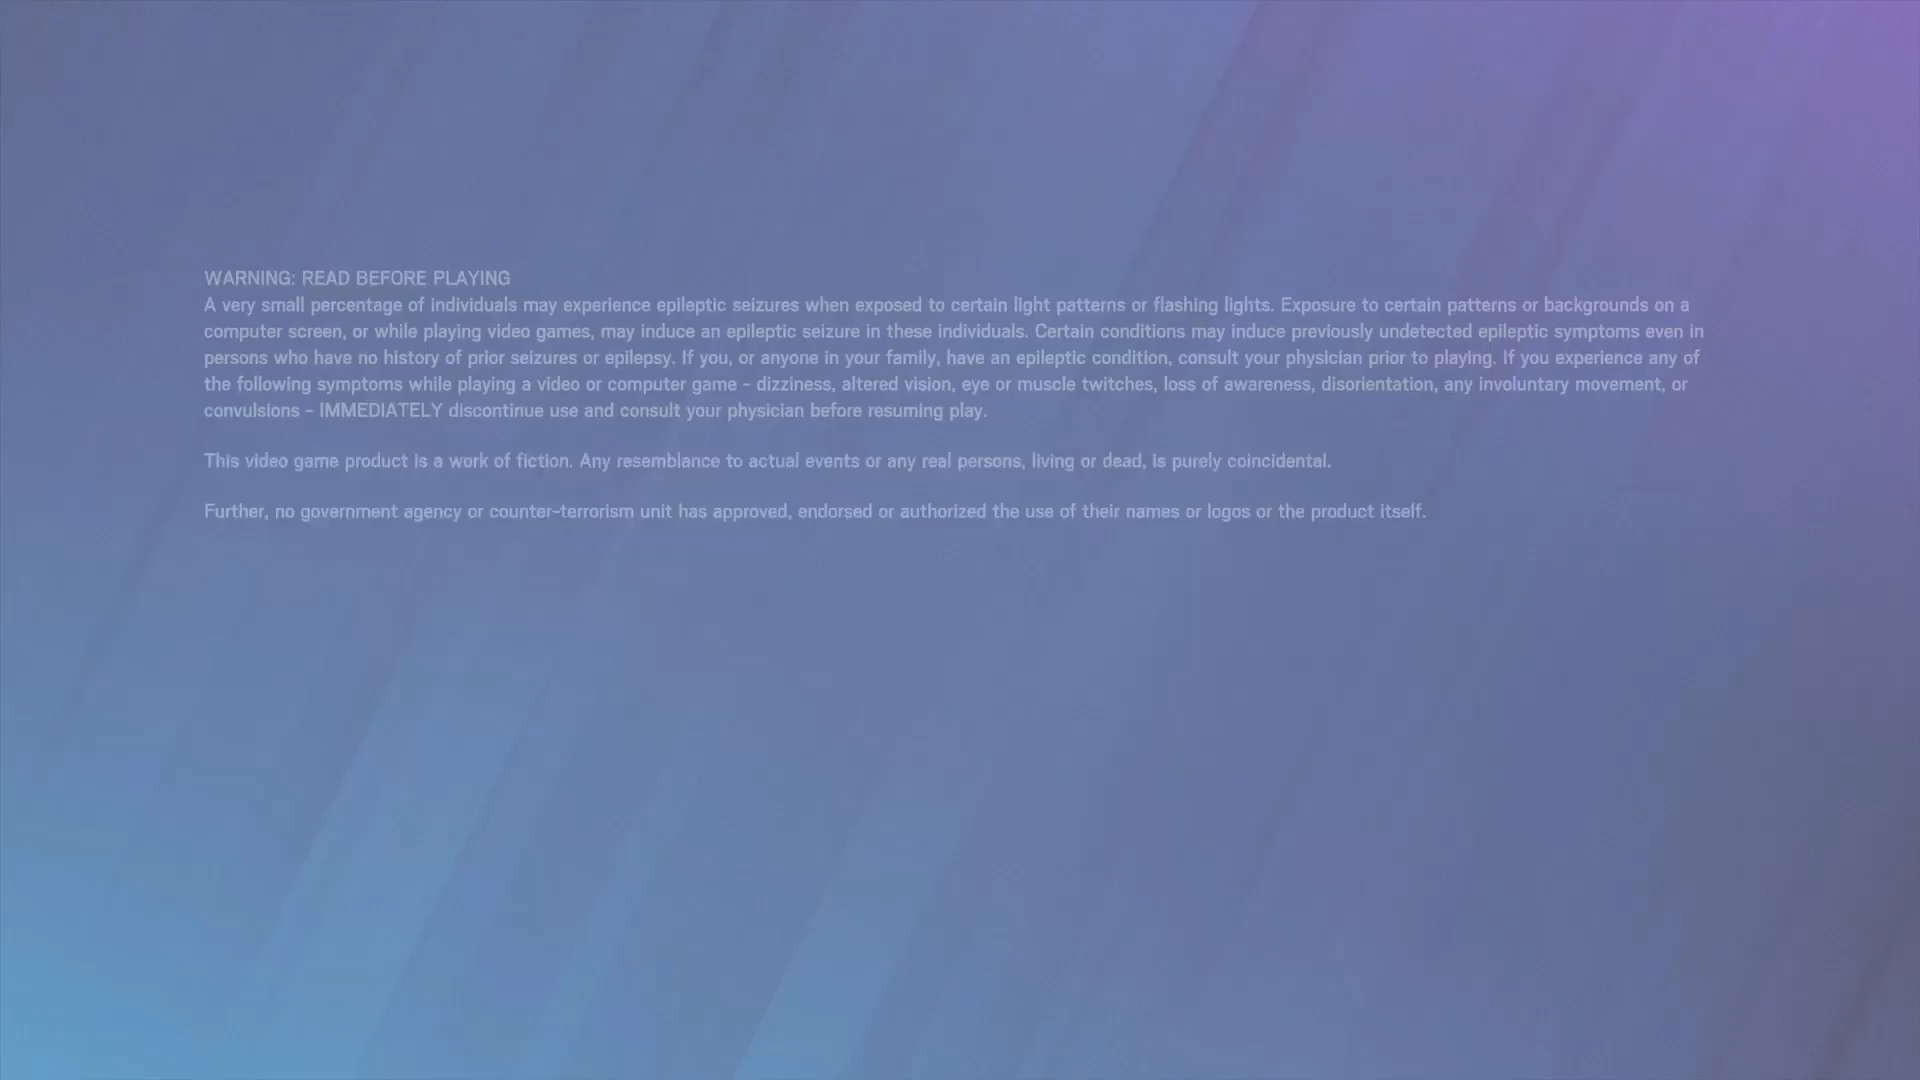 WARNING: READ BEFORE PLAYING
A very small percentage of individuals may experience epileptic seizures when exposed to certain light patterns or flashing lights. Exposure to certain patterns or backgrounds on a
computer screen, or while playing video games, may induce an epileptic seizure in these individuals. Certain conditions may induce previously undetected epileptic symptoms even in
persons who have no history of prior seizures or epilepsy. If you, or anyone in your family, have an epileptic condition, consult your physician prior to playing. If you experience any of
the following symptoms while playing a video or computer game - dizziness, altered vision, eye or muscle twitches, loss of awareness, disorientation, any involuntary movement, or
convulsions - IMMEDIATELY discontinue use and consult your physician before resuming play.
This video game product is a work of fiction. Any resemblance to actual events or any real persons, living or dead, is purely coincidental.
Further, no government agency or counter-terrorism unit has approved, endorsed or authorized the use of their names or logos or the product itself.